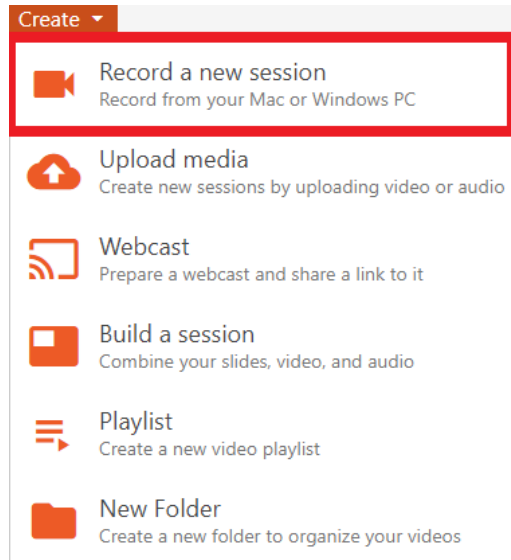 Create
Record a new session
Record from your Mac or Windows PC
Upload media
Create new sessions by uploading video or audio
Webcast
Prepare a webcast and share a link to it
Build a session
Combine your slides, video, and audio
Playlist
Create a new video playlist
New Folder
Create a new folder to organize your videos